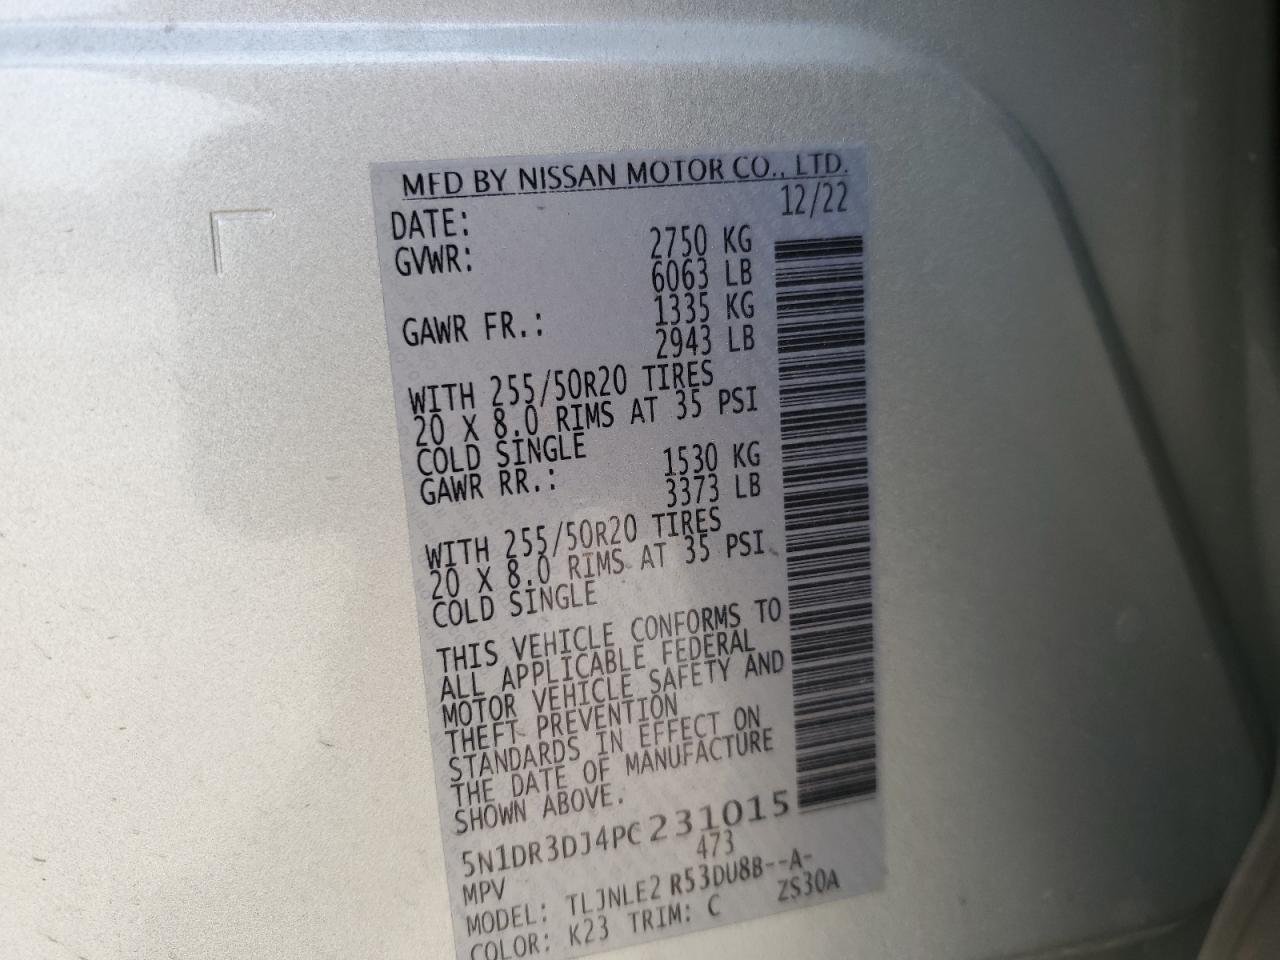 MFD BY NISSAN MOTOR CO., LTD.
DATE: 12/22
GVWR: 2750 KG
6063 LB
GAWR FR.: 1335 KG
2943 LB
WITH 255/50R20 TIRES
20 X 8.0 RIMS AT 35 PSI
COLD SINGLE
GAWR RR.: 1530 KG
3373 LB
WITH 255/50R20 TIRES
20 X 8.0 RIMS AT 35 PSI
COLD SINGLE
THIS VEHICLE CONFORMS TO
ALL APPLICABLE FEDERAL
MOTOR VEHICLE SAFETY AND
THEFT PREVENTION
STANDARDS IN EFFECT ON
THE DATE OF MANUFACTURE
SHOWN ABOVE.
5N1DR3DJ4PC231015
MPV 473
MODEL: TLJNLE2 R53DU8B--A-
COLOR: K23 TRIM: C ZS30A